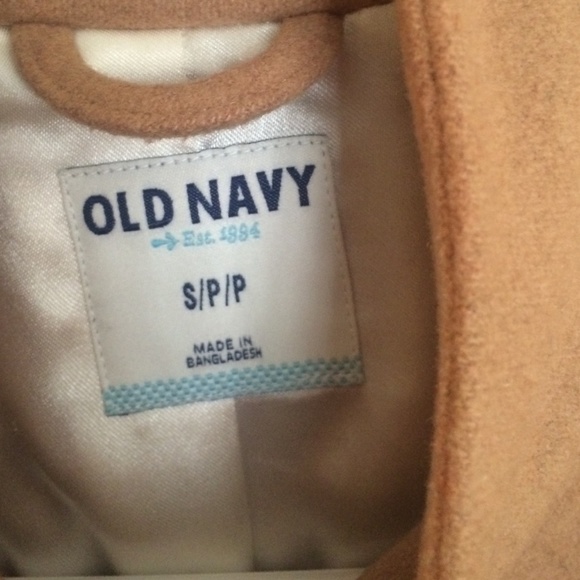 OLD NAVY
Est. 1994
S/P/P
MADE IN
BANGLADESH